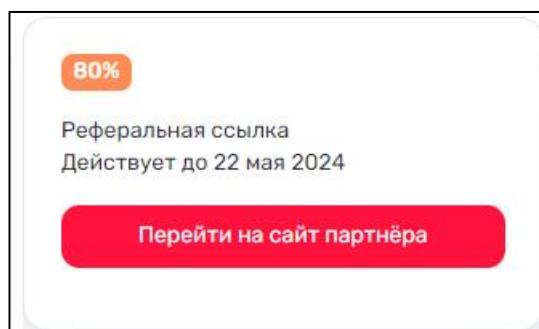 80%
Реферальная ссылка
Действует до 22 мая 2024
Перейти на сайт партнёра